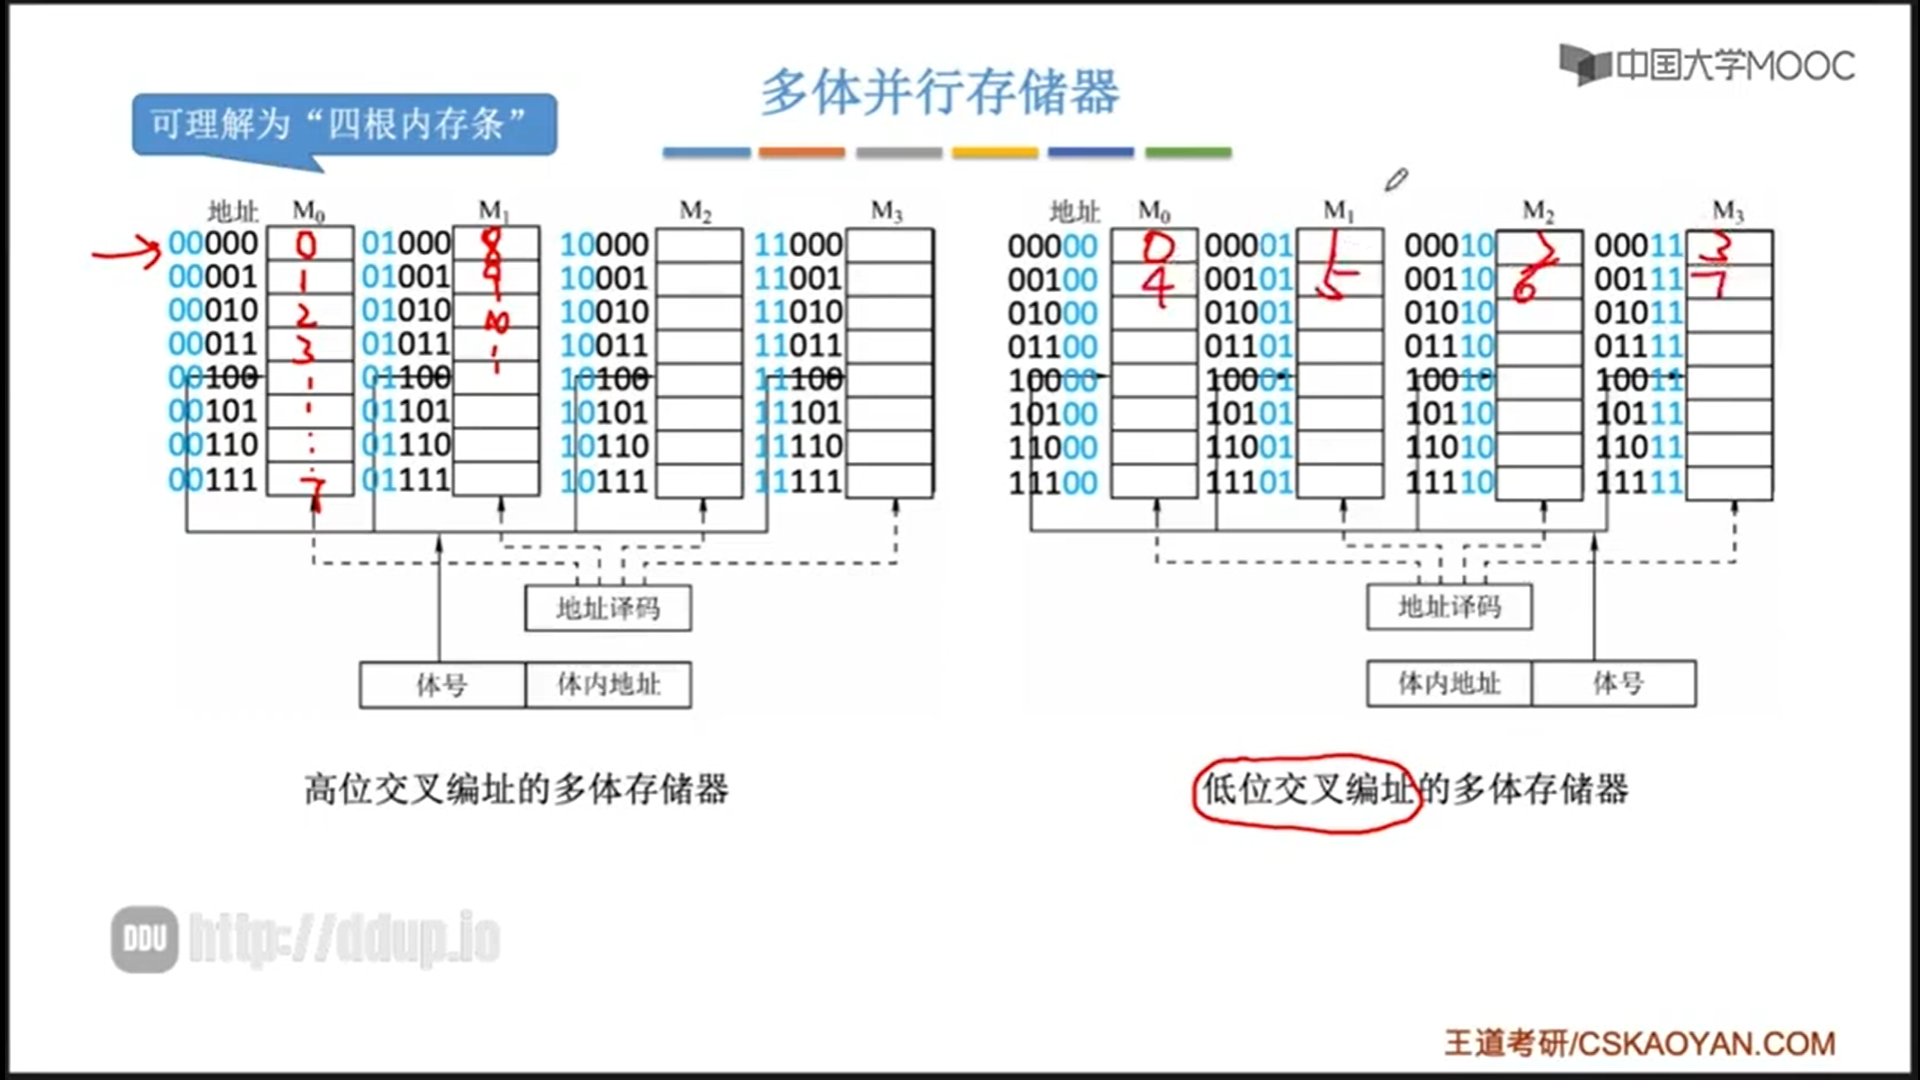 中国大学MOOC
多体并行存储器
可理解为“四根内存条”
地址 M0 M1 M2 M3
00000 0 01000 8 10000 11000
00001 1 01001 9 10001 11001
00010 2 01010 10 10010 11010
00011 3 01011 10011 11011
00100 01100 10100 11100
00101 01101 10101 11101
00110 01110 10110 11110
00111 7 01111 10111 11111
地址译码
体号 体内地址
高位交叉编址的多体存储器
地址 M0 M1 M2 M3
00000 0 00001 1 00010 2 00011 3
00100 4 00101 5 00110 6 00111 7
01000 01001 01010 01011
01100 01101 01110 01111
10000 10001 10010 10011
10100 10101 10110 10111
11000 11001 11010 11011
11100 11101 11110 11111
地址译码
体内地址 体号
低位交叉编址的多体存储器
DDU http://ddup.io
王道考研/CSKAOYAN.COM